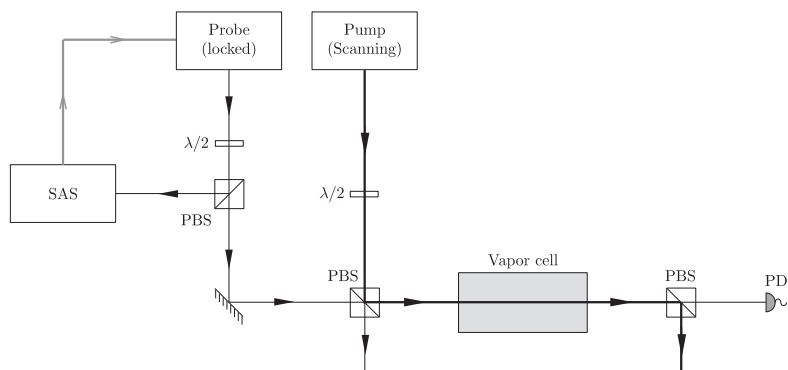 Probe
(locked)
Pump
(Scanning)
λ/2
λ/2
SAS
PBS
Vapor cell
PBS
PBS
PD